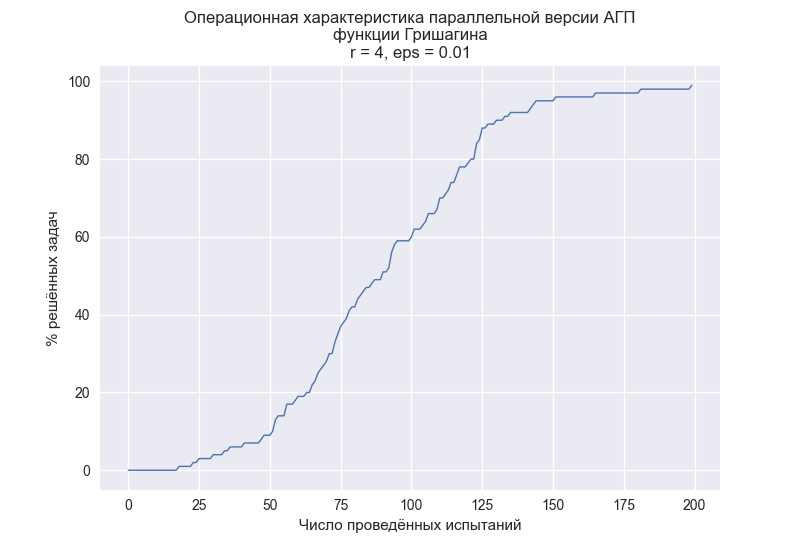 Операционная характеристика параллельной версии АГП
функции Гришагина
r = 4, eps = 0.01
100
80
60
40
20
0
% решённых задач
0 25 50 75 100 125 150 175 200
Число проведённых испытаний